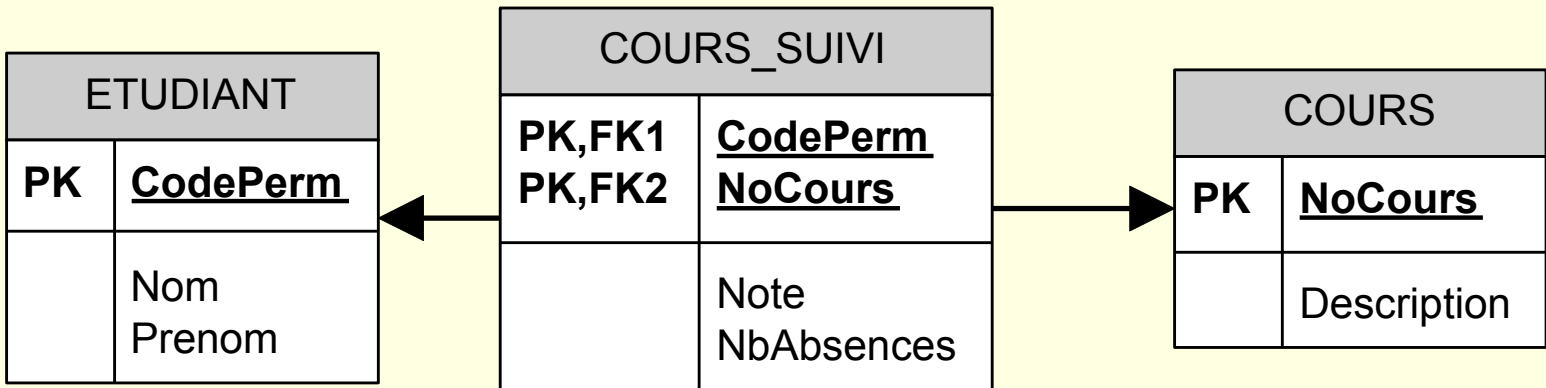 ETUDIANT
PK CodePerm
Nom
Prenom
COURS_SUIVI
PK,FK1 CodePerm
PK,FK2 NoCours
Note
NbAbsences
COURS
PK NoCours
Description